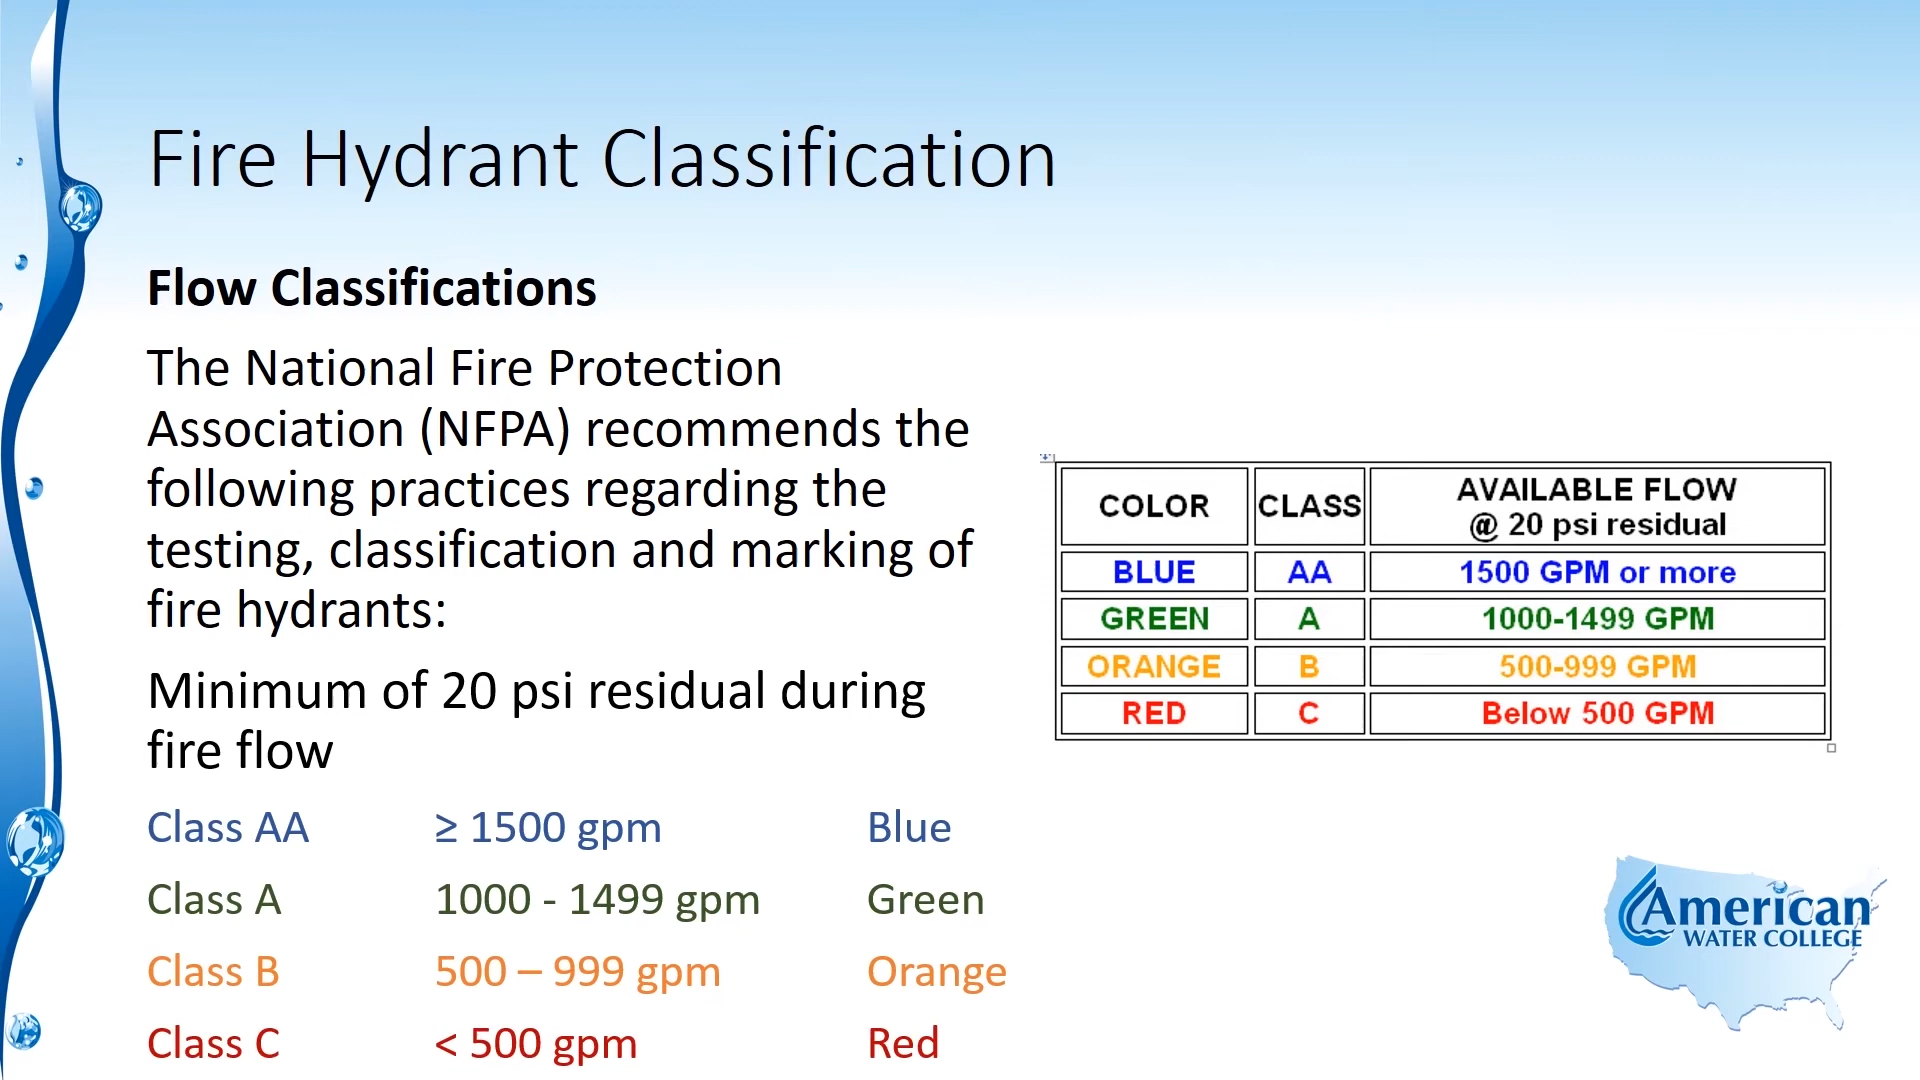 Fire Hydrant Classification
Flow Classifications
The National Fire Protection
Association (NFPA) recommends the
following practices regarding the
testing, classification and marking of
fire hydrants:
Minimum of 20 psi residual during
fire flow
Class AA ≥ 1500 gpm Blue
Class A 1000 - 1499 gpm Green
Class B 500 – 999 gpm Orange
Class C < 500 gpm Red
COLOR CLASS AVAILABLE FLOW
@ 20 psi residual
BLUE AA 1500 GPM or more
GREEN A 1000-1499 GPM
ORANGE B 500-999 GPM
RED C Below 500 GPM
American
WATER COLLEGE